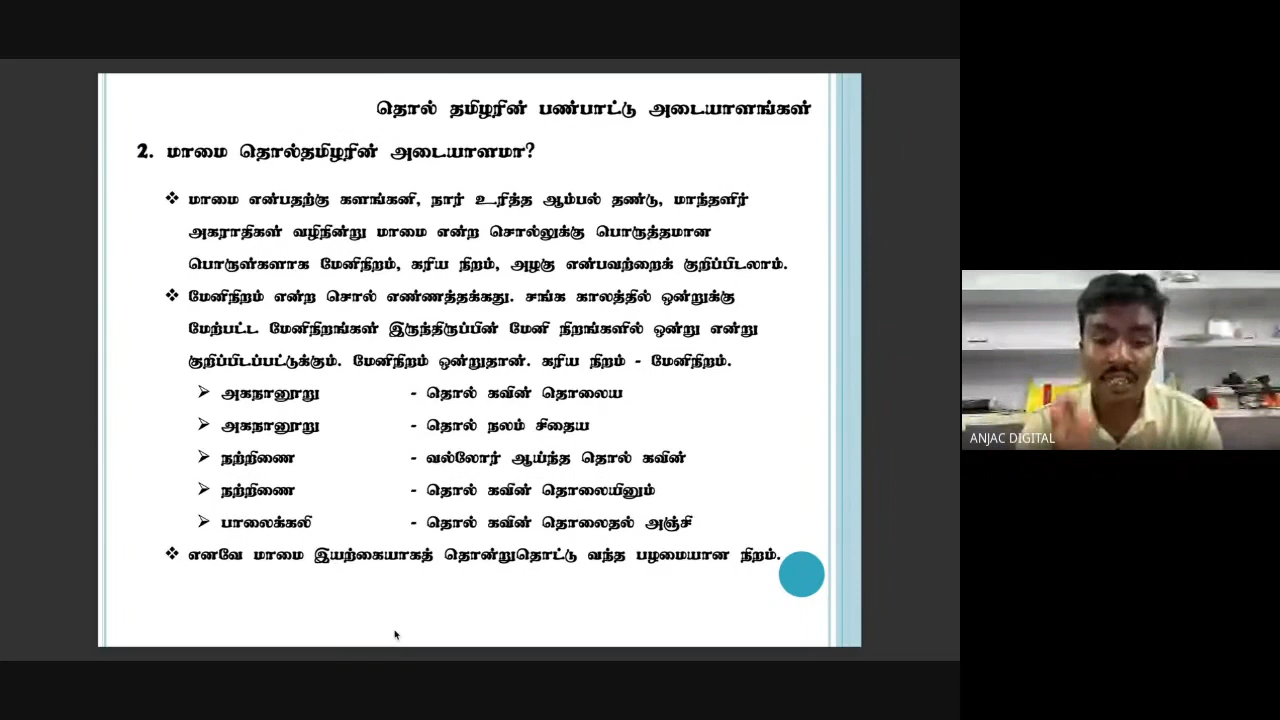 தொல் தமிழரின் பண்பாட்டு அடையாளங்கள்
2. மாமை தொல்தமிழரின் அடையாளமா?
❖ மாமை என்பதற்கு களங்கனி, நார் உரித்த ஆம்பல் தண்டு, மாந்தளிர்
அகராதிகள் வழிநின்று மாமை என்ற சொல்லுக்கு பொருத்தமான
பொருள்களாக மேனிநிறம், கரிய நிறம், அழகு என்பவற்றைக் குறிப்பிடலாம்.
❖ மேனிநிறம் என்ற சொல் எண்ணத்தக்கது. சங்க காலத்தில் ஒன்றுக்கு
மேற்பட்ட மேனிநிறங்கள் இருந்திருப்பின் மேனி நிறங்களில் ஒன்று என்று
குறிப்பிடப்பட்டுக்கும். மேனிநிறம் ஒன்றுதான். கரிய நிறம் - மேனிநிறம்.
➢ அகநானூறு - தொல் கவின் தொலைய
➢ அகநானூறு - தொல் நலம் சிதைய
➢ நற்றிணை - வல்லோர் ஆய்ந்த தொல் கவின்
➢ நற்றிணை - தொல் கவின் தொலையினும்
➢ பாலைக்கலி - தொல் கவின் தொலைதல் அஞ்சி
❖ எனவே மாமை இயற்கையாகத் தொன்றுதொட்டு வந்த பழமையான நிறம்.
ANJAC DIGITAL